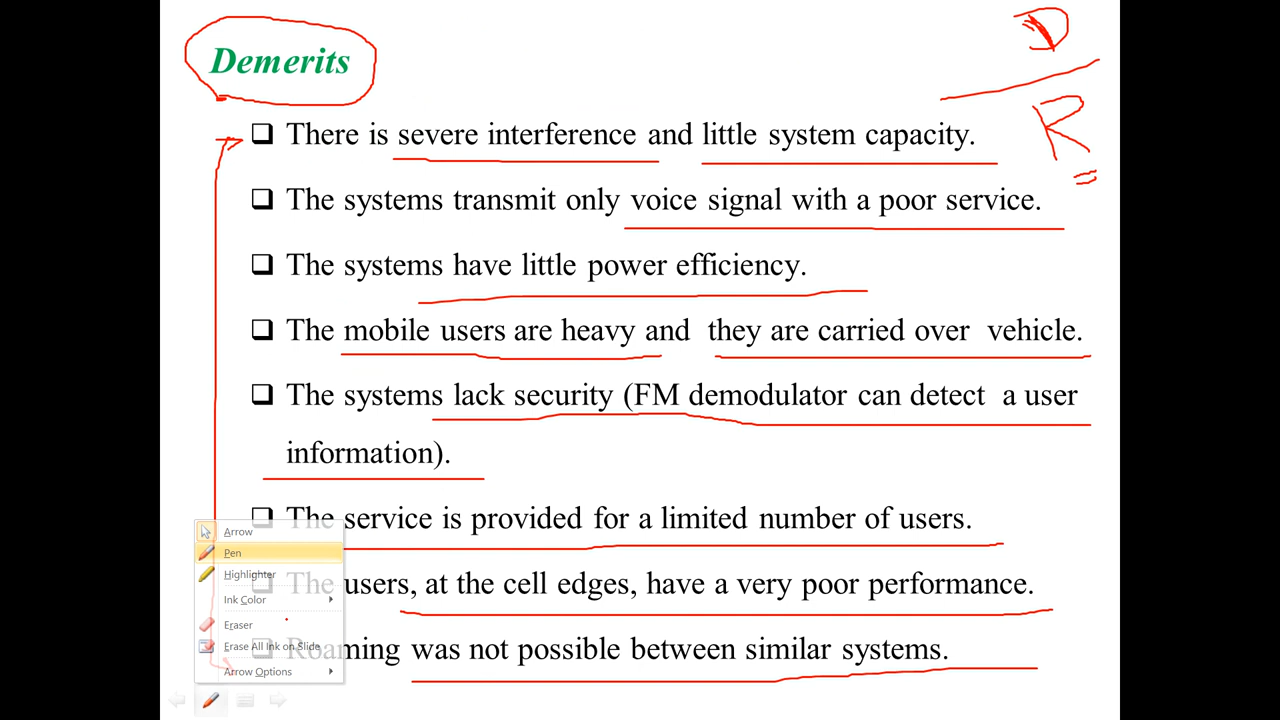 Demerits
D
R
❑ There is severe interference and little system capacity.
❑ The systems transmit only voice signal with a poor service.
❑ The systems have little power efficiency.
❑ The mobile users are heavy and they are carried over vehicle.
❑ The systems lack security (FM demodulator can detect a user
information).
❑ The service is provided for a limited number of users.
❑ The users, at the cell edges, have a very poor performance.
❑ Roaming was not possible between similar systems.
Arrow
Pen
Highlighter
Ink Color
Eraser
Erase All Ink on Slide
Arrow Options